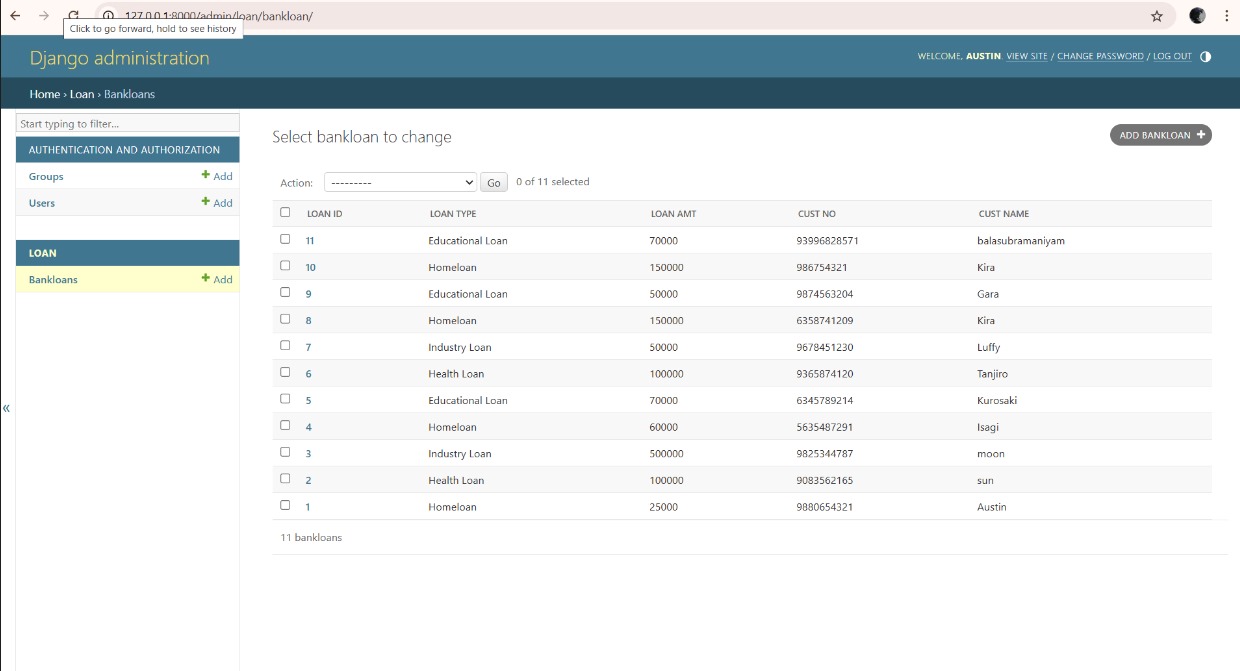 127.0.0.1:8000/admin/loan/bankloan/
Click to go forward, hold to see history
Django administration
WELCOME, AUSTIN. VIEW SITE / CHANGE PASSWORD / LOG OUT
Home › Loan › Bankloans
Start typing to filter...
AUTHENTICATION AND AUTHORIZATION
Groups + Add
Users + Add
LOAN
Bankloans + Add
«
Select bankloan to change
ADD BANKLOAN +
Action: --------- Go 0 of 11 selected
LOAN ID LOAN TYPE LOAN AMT CUST NO CUST NAME
11 Educational Loan 70000 93996828571 balasubramaniyam
10 Homeloan 150000 986754321 Kira
9 Educational Loan 50000 9874563204 Gara
8 Homeloan 150000 6358741209 Kira
7 Industry Loan 50000 9678451230 Luffy
6 Health Loan 100000 9365874120 Tanjiro
5 Educational Loan 70000 6345789214 Kurosaki
4 Homeloan 60000 5635487291 Isagi
3 Industry Loan 500000 9825344787 moon
2 Health Loan 100000 9083562165 sun
1 Homeloan 25000 9880654321 Austin
11 bankloans